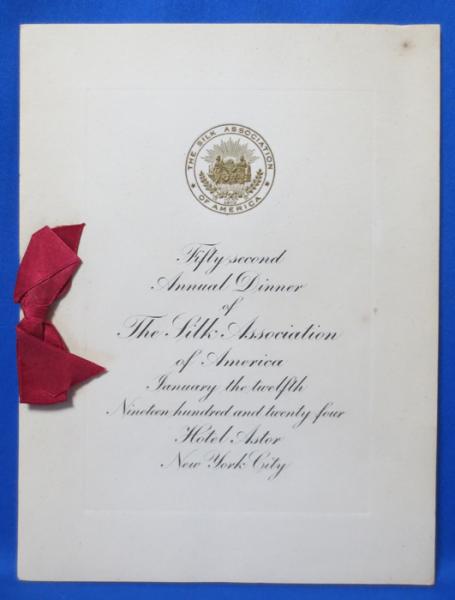 THE SILK ASSOCIATION
OF AMERICA
Fifty second
Annual Dinner
of
The Silk Association
of America
January the twelfth
Nineteen hundred and twenty four
Hotel Astor
New York City